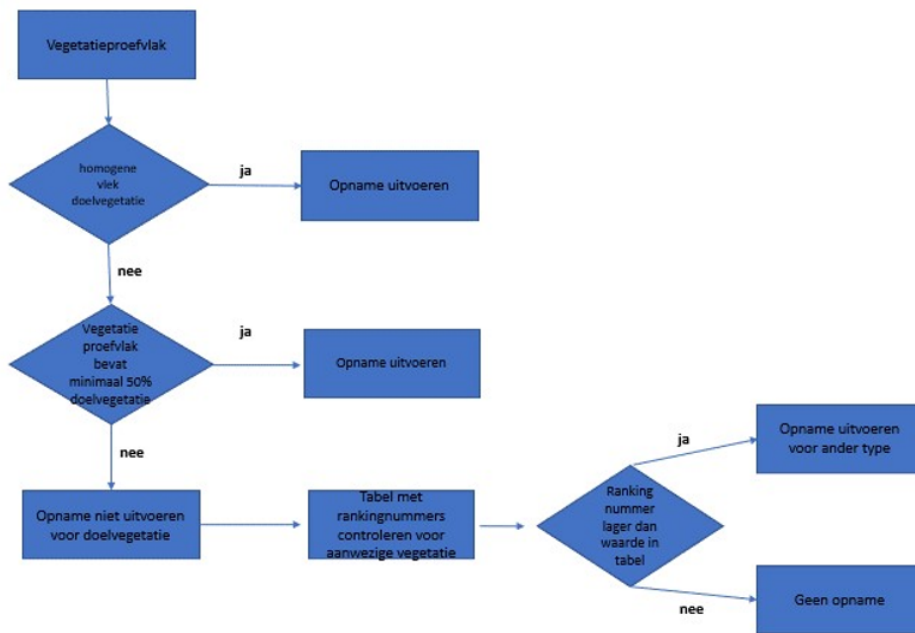 Vegetatieproefvlak
homogene
vlek
doelvegetatie
ja
Opname uitvoeren
nee
Vegetatie
proefvlak
bevat
minimaal 50%
doelvegetatie
ja
Opname uitvoeren
nee
Opname niet uitvoeren
voor doelvegetatie
Tabel met
rankingnummers
controleren voor
aanwezige vegetatie
Ranking
nummer
lager dan
waarde in
tabel
ja
Opname uitvoeren
voor ander type
nee
Geen opname